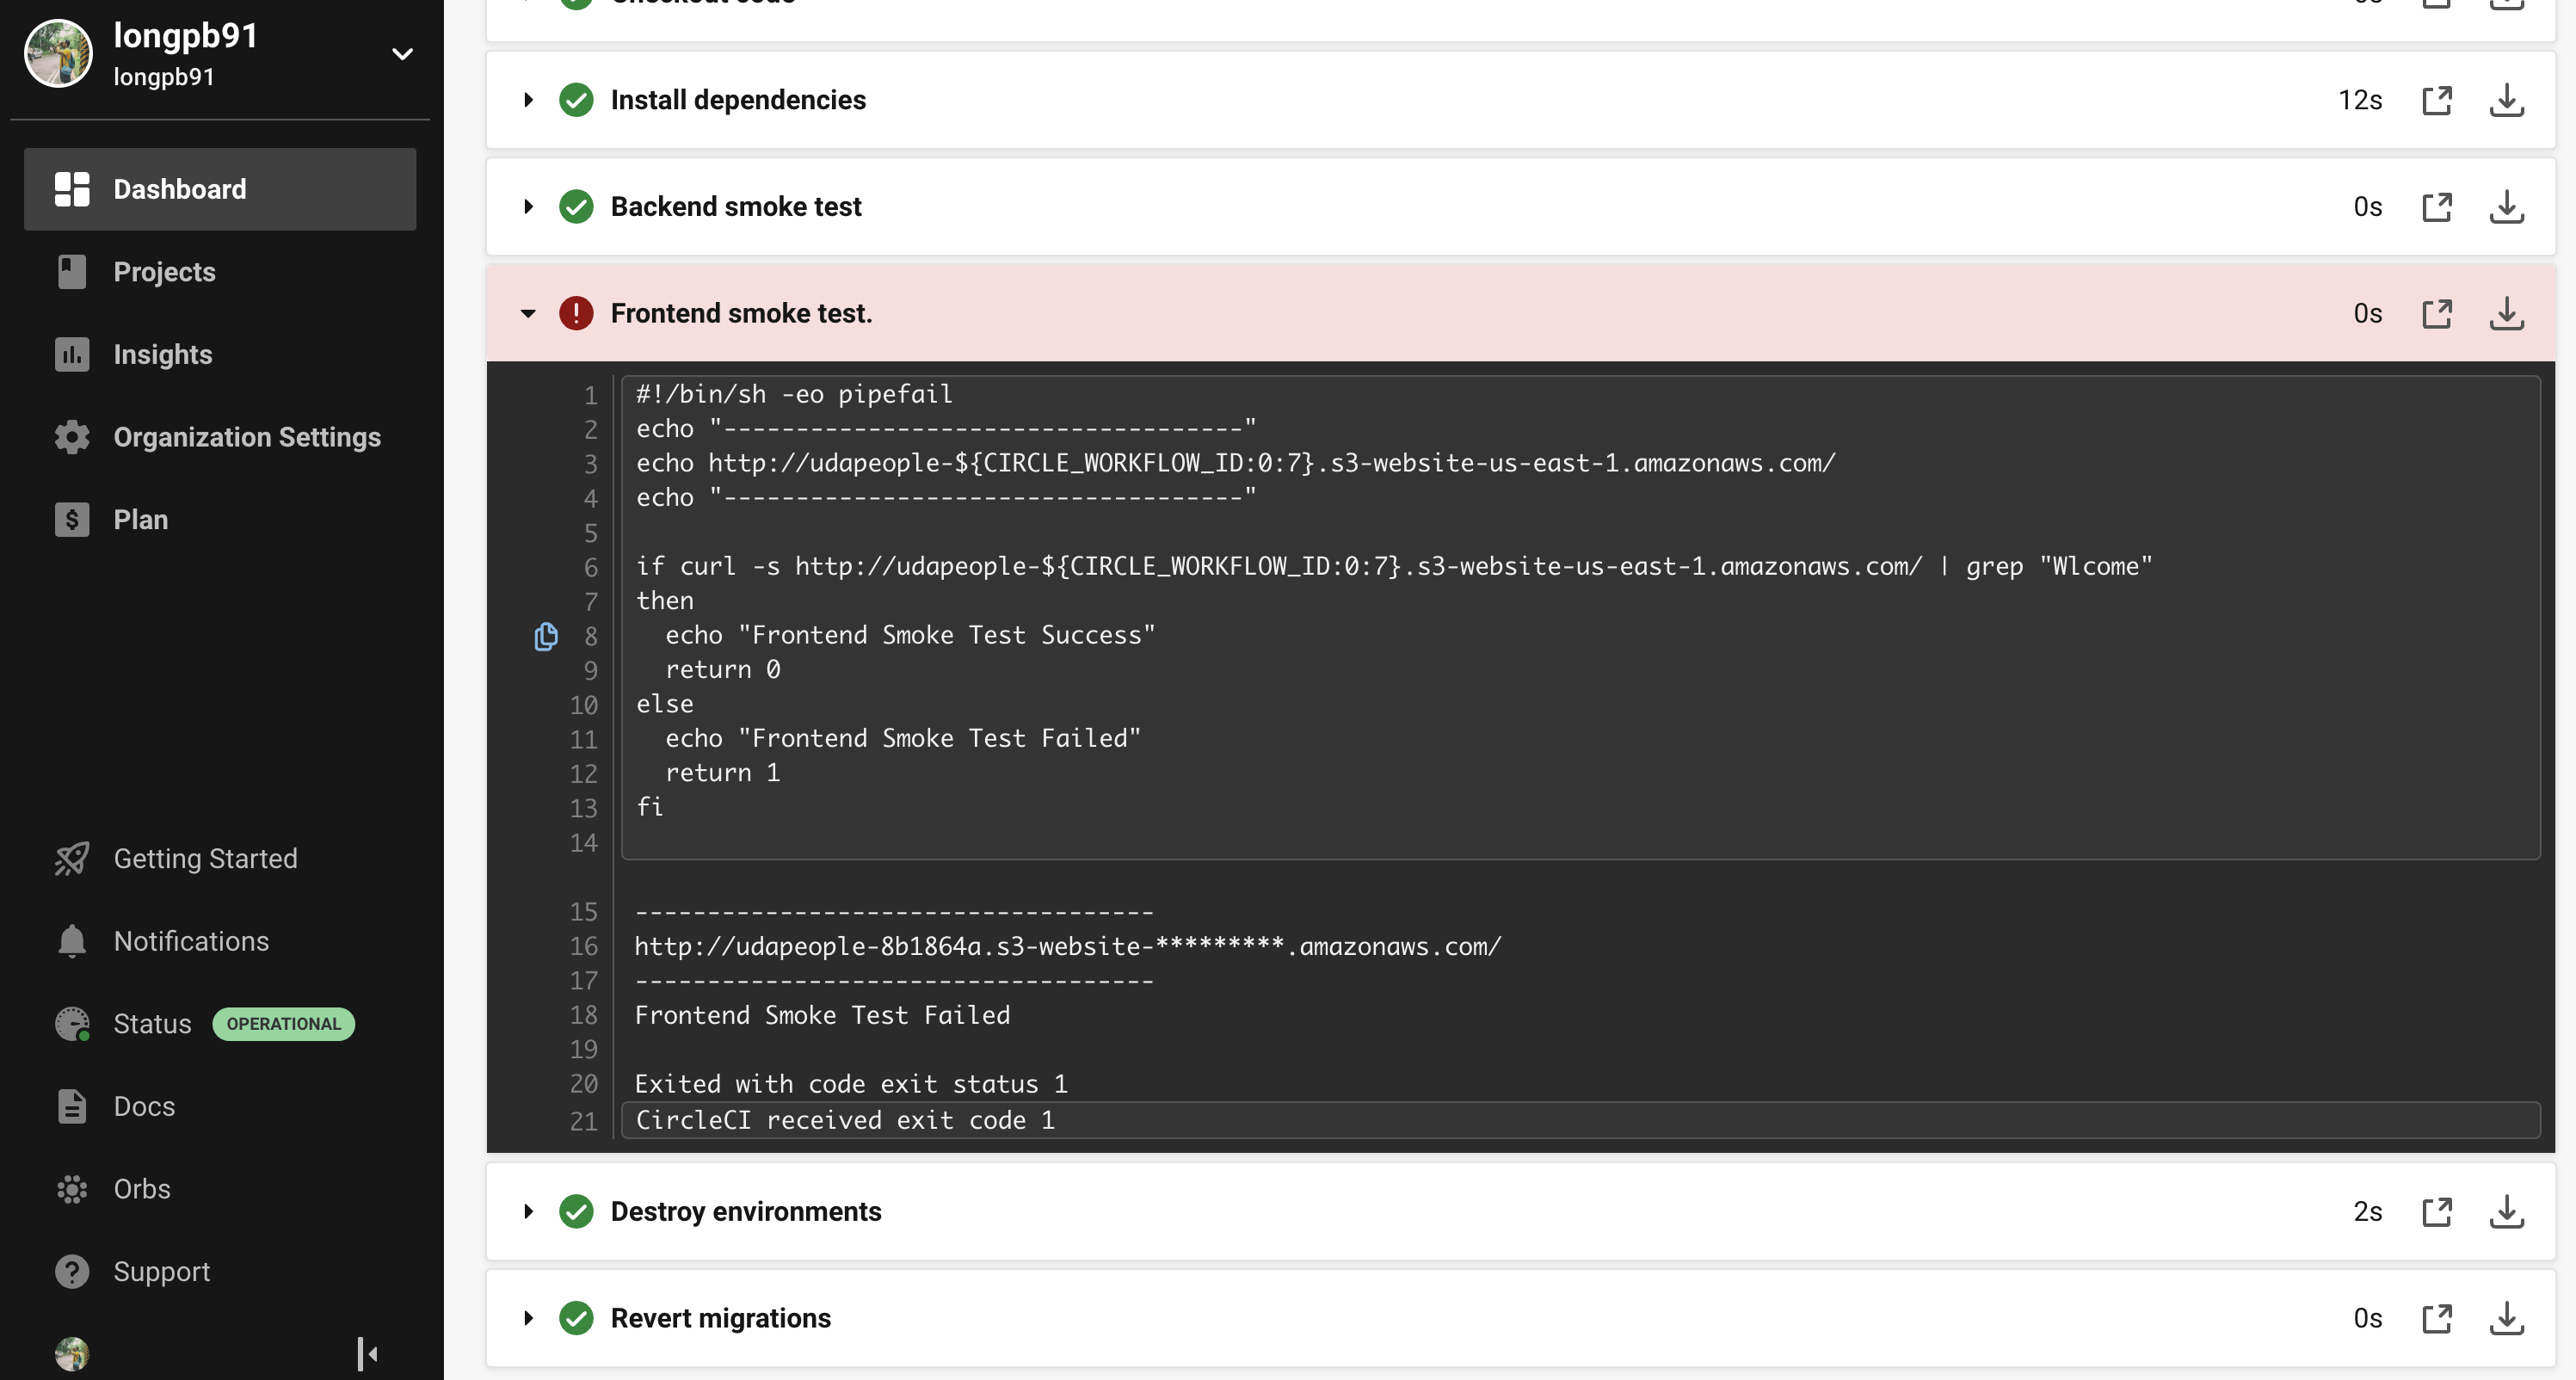 longpb91
longpb91
Dashboard
Projects
Insights
Organization Settings
Plan
Getting Started
Notifications
Status OPERATIONAL
Docs
Orbs
Support
Checkout code
Install dependencies 12s
Backend smoke test 0s
Frontend smoke test. 0s
1 #!/bin/sh -eo pipefail
2 echo "------------------------------------"
3 echo http://udapeople-${CIRCLE_WORKFLOW_ID:0:7}.s3-website-us-east-1.amazonaws.com/
4 echo "------------------------------------"
5
6 if curl -s http://udapeople-${CIRCLE_WORKFLOW_ID:0:7}.s3-website-us-east-1.amazonaws.com/ | grep "Wlcome"
7 then
8   echo "Frontend Smoke Test Success"
9   return 0
10 else
11   echo "Frontend Smoke Test Failed"
12   return 1
13 fi
14
15 ------------------------------------
16 http://udapeople-8b1864a.s3-website-*********.amazonaws.com/
17 ------------------------------------
18 Frontend Smoke Test Failed
19
20 Exited with code exit status 1
21 CircleCI received exit code 1
Destroy environments 2s
Revert migrations 0s